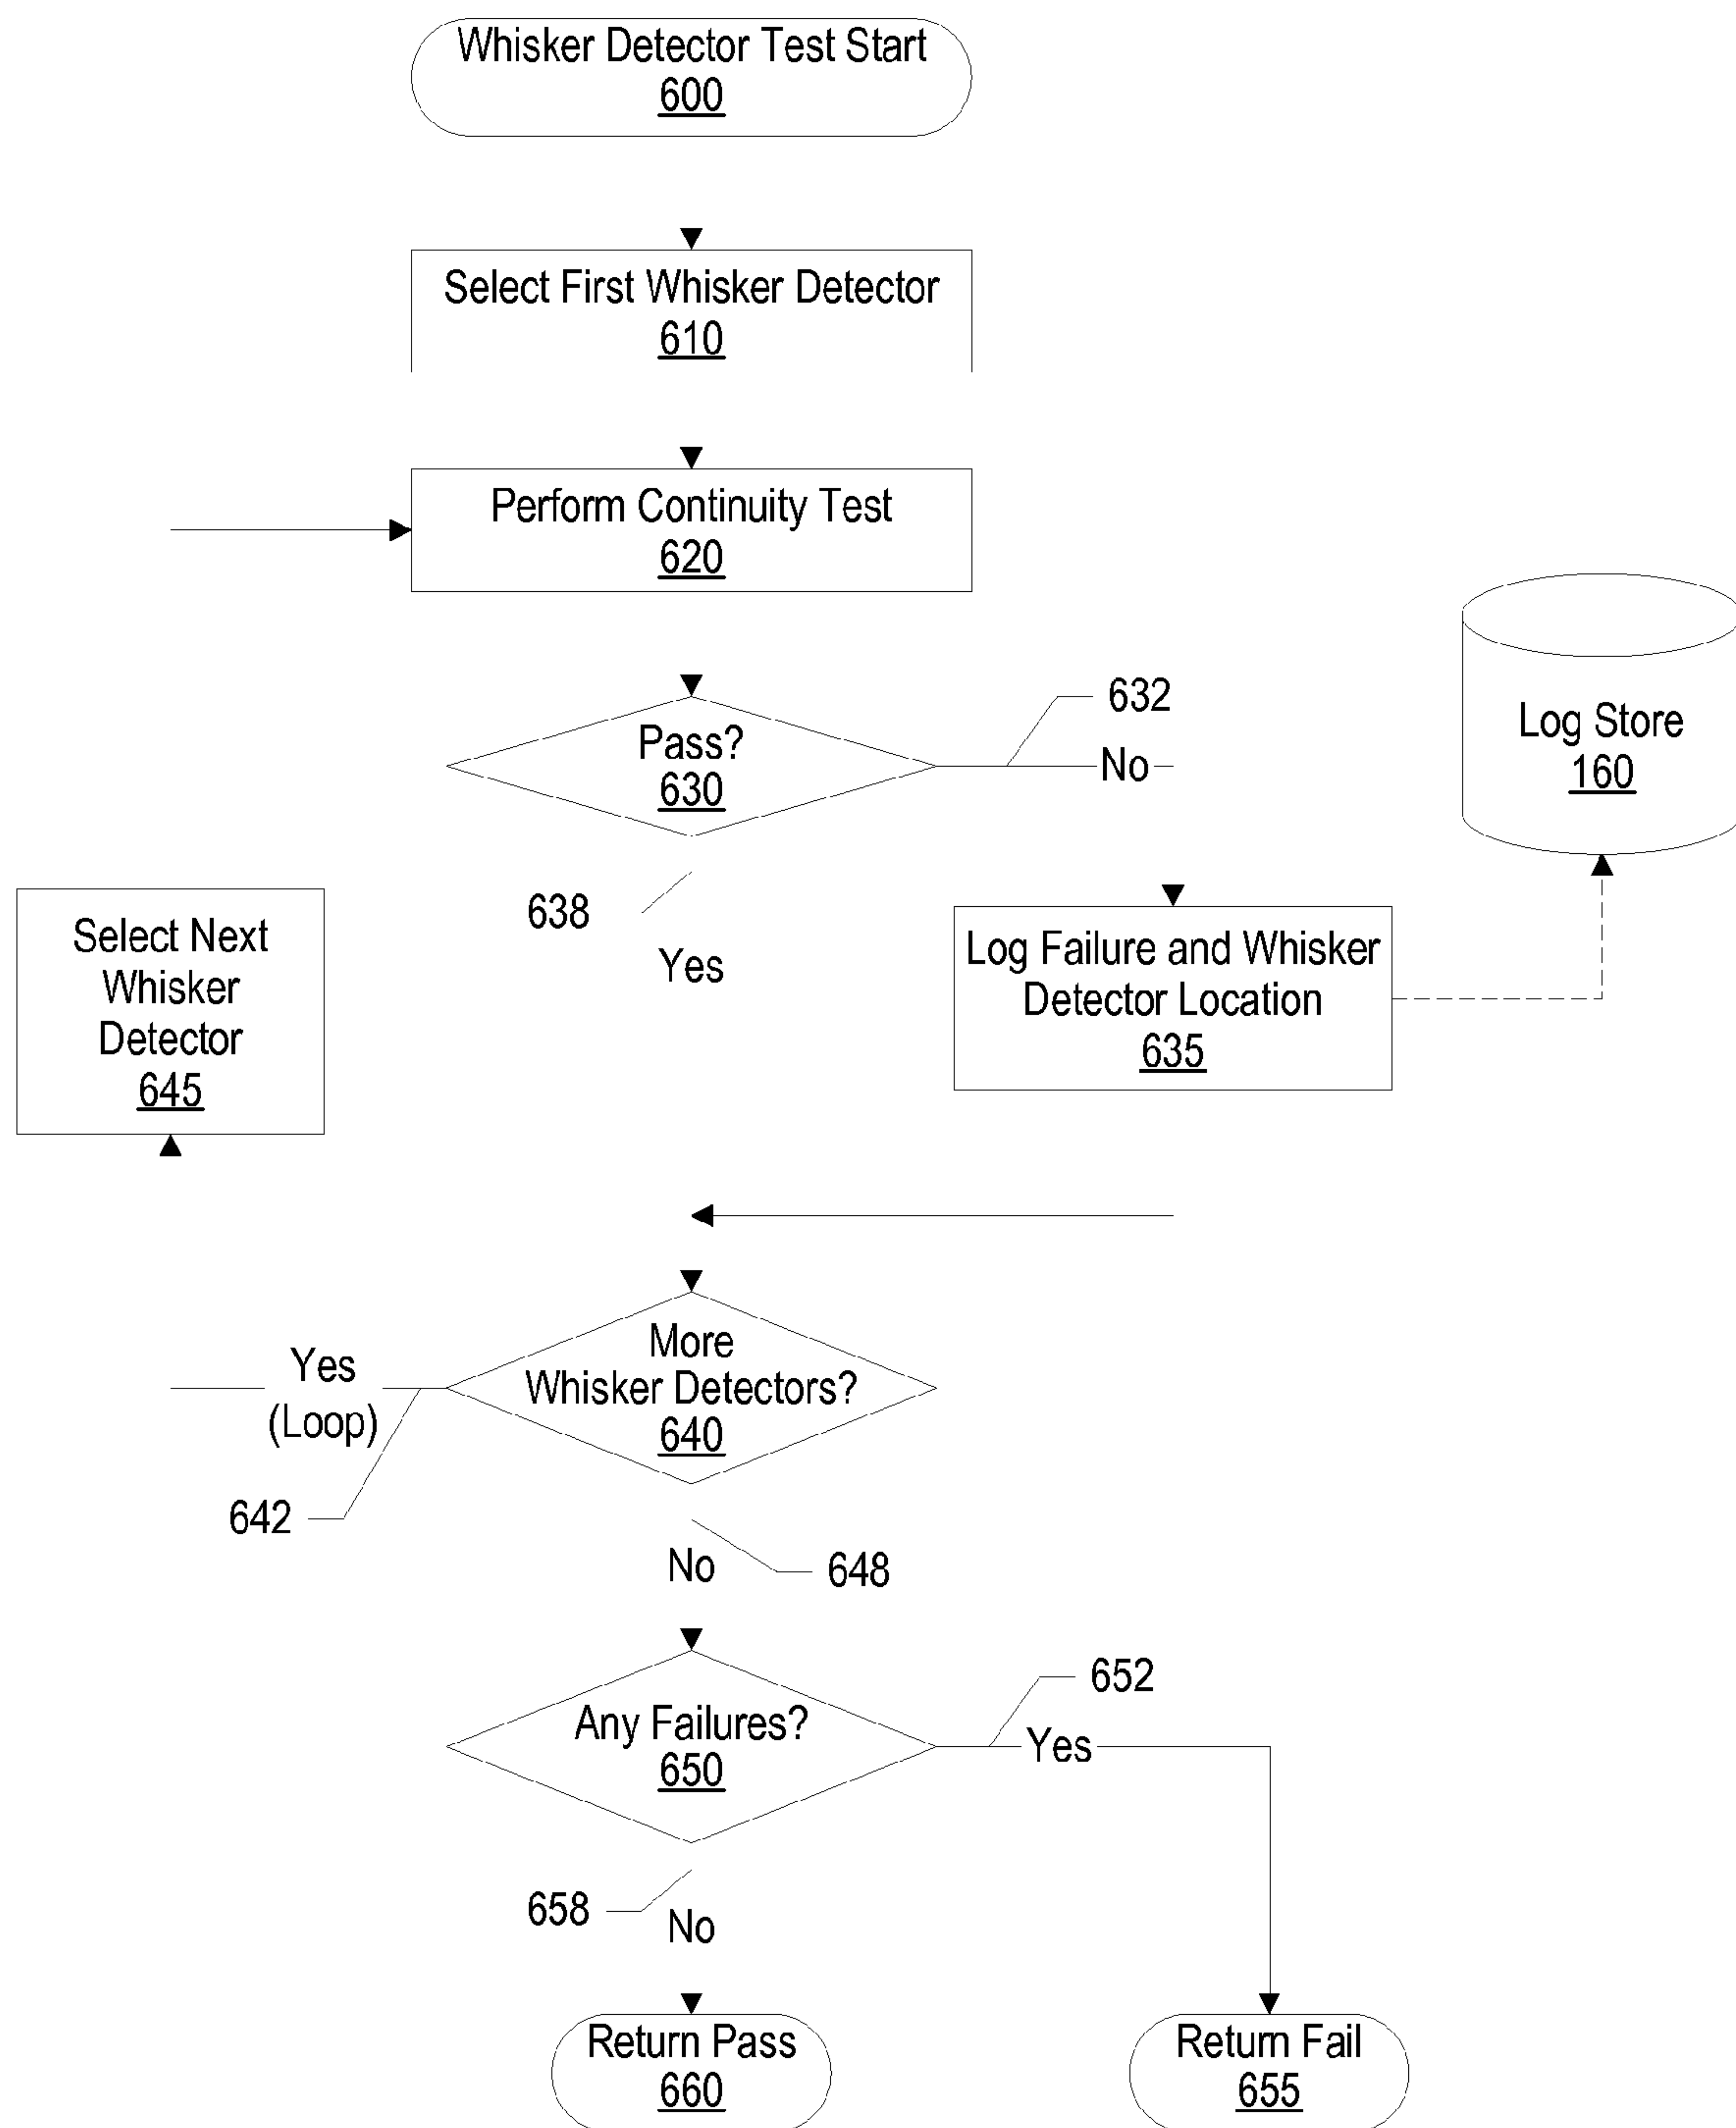 Whisker Detector Test Start
600
Select First Whisker Detector
610
Perform Continuity Test
620
Pass?
630
632
No
Log Store
160
638
Yes
Select Next
Whisker
Detector
645
Log Failure and Whisker
Detector Location
635
More
Whisker Detectors?
640
Yes
(Loop)
642
No
648
Any Failures?
650
652
Yes
658
No
Return Pass
660
Return Fail
655